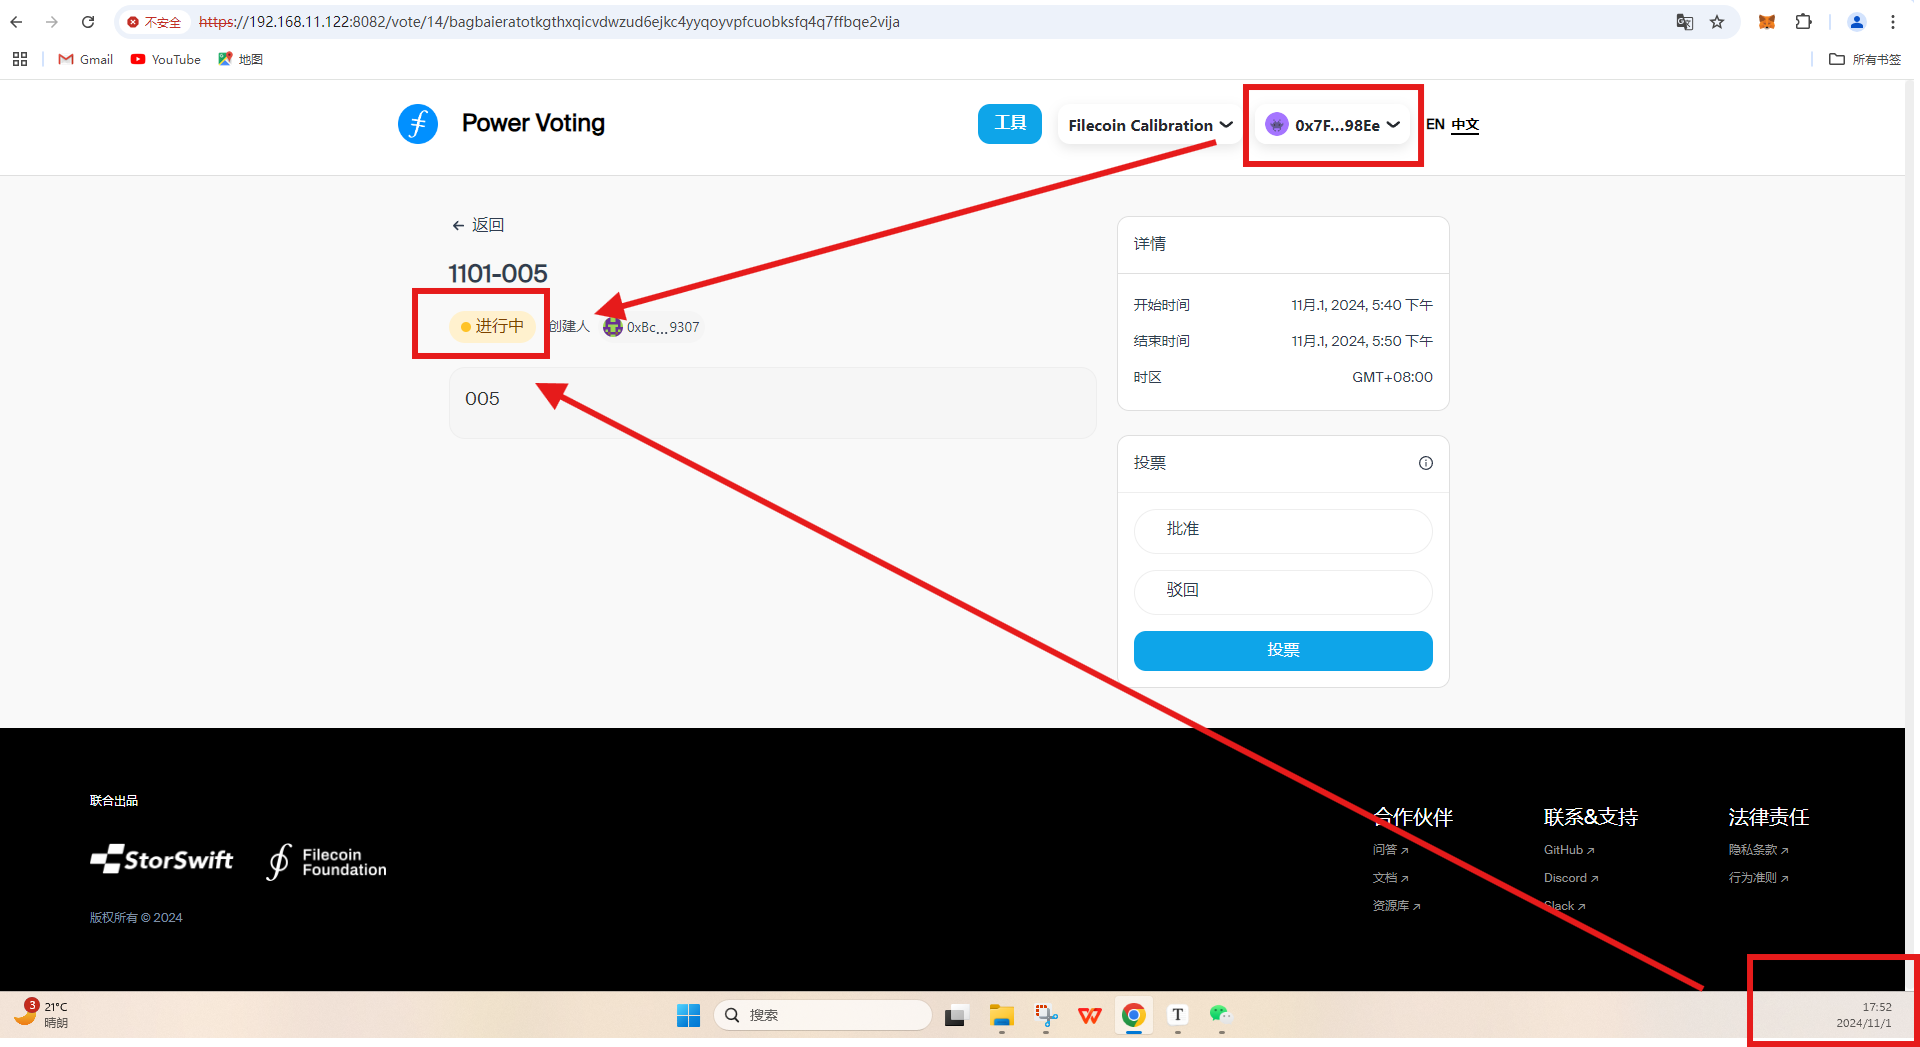 不安全 https://192.168.11.122:8082/vote/14/bagbaieratotkgthxqicvdwzud6ejkc4yyqoyvpfcuobksfq4q7ffbqe2vija
Gmail YouTube 地图 所有书签
Power Voting 工具 Filecoin Calibration 0x7F...98Ee EN 中文
返回
1101-005
进行中 创建人 0xBc...9307
005
详情
开始时间 11月.1, 2024, 5:40 下午
结束时间 11月.1, 2024, 5:50 下午
时区 GMT+08:00
投票
批准
驳回
投票
联合出品
StorSwift Filecoin Foundation
版权所有 © 2024
合作伙伴
问答
文档
资源库
联系&支持
GitHub
Discord
Slack
法律责任
隐私条款
行为准则
3 21°C
晴朗
搜索
17:52
2024/11/1